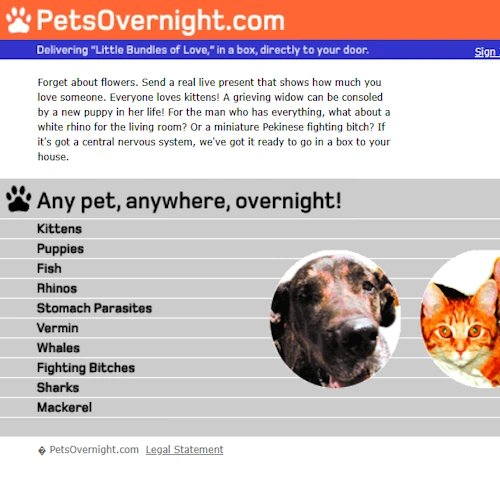 PetsOvernight.com
Delivering "Little Bundles of Love," in a box, directly to your door.
Sign
Forget about flowers. Send a real live present that shows how much you
love someone. Everyone loves kittens! A grieving widow can be consoled
by a new puppy in her life! For the man who has everything, what about a
white rhino for the living room? Or a miniature Pekinese fighting bitch? If
it's got a central nervous system, we've got it ready to go in a box to your
house.
Any pet, anywhere, overnight!
Kittens
Puppies
Fish
Rhinos
Stomach Parasites
Vermin
Whales
Fighting Bitches
Sharks
Mackerel
� PetsOvernight.com Legal Statement